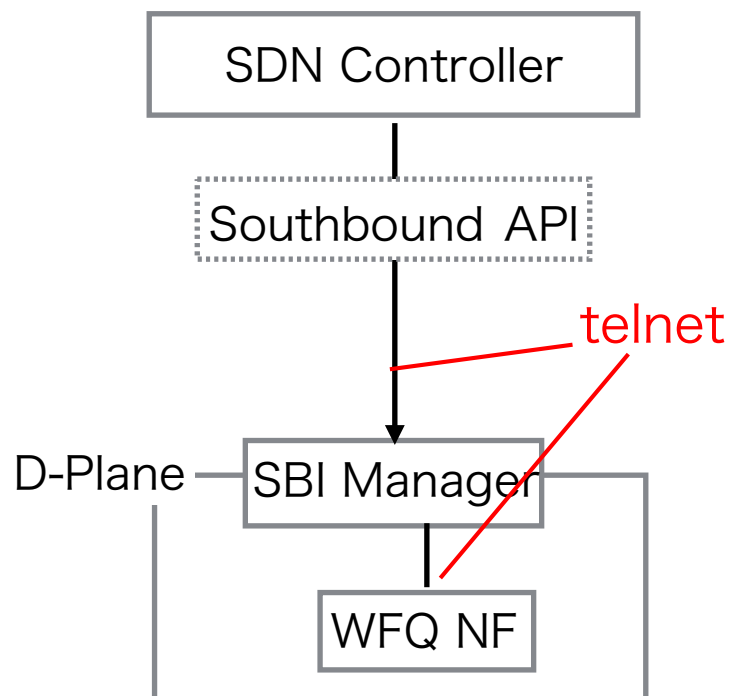 SDN Controller
Southbound API
telnet
D-Plane
SBI Manager
WFQ NF